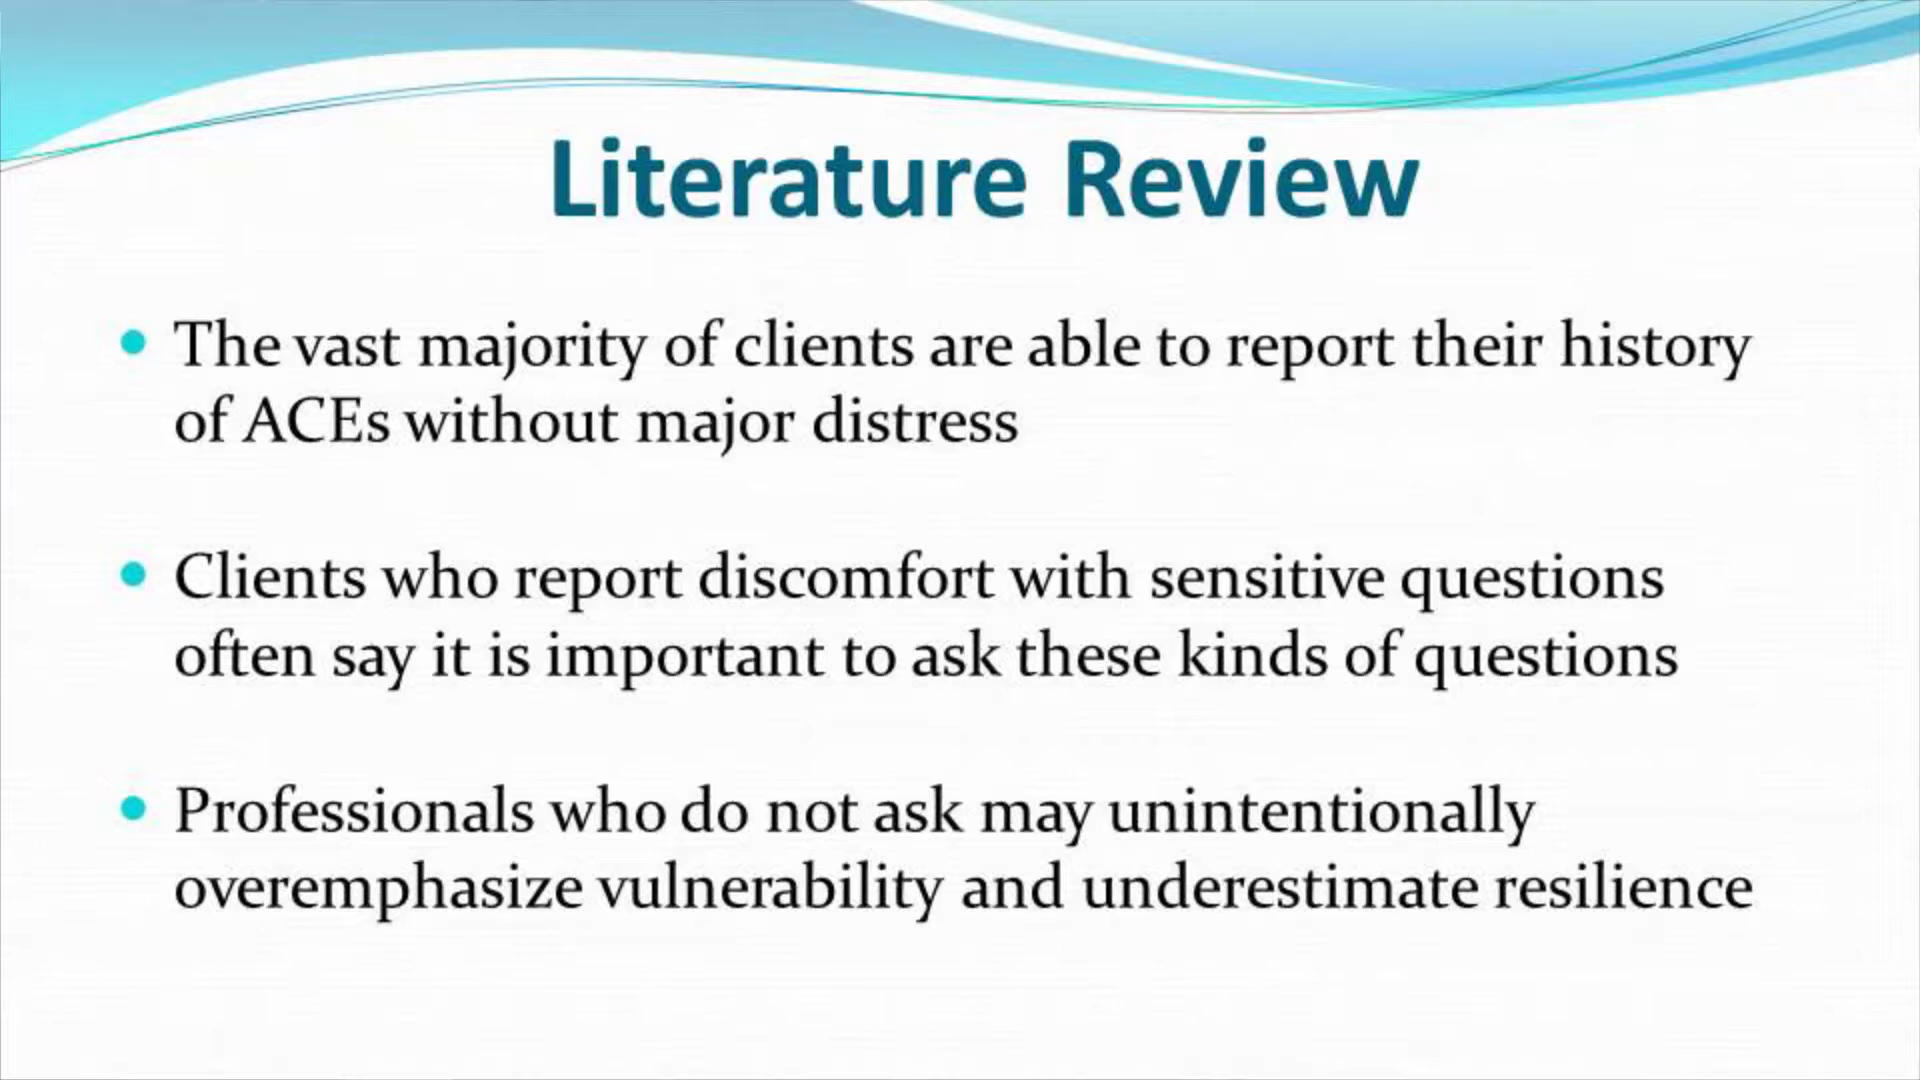 Literature Review
• The vast majority of clients are able to report their history
of ACEs without major distress
• Clients who report discomfort with sensitive questions
often say it is important to ask these kinds of questions
• Professionals who do not ask may unintentionally
overemphasize vulnerability and underestimate resilience